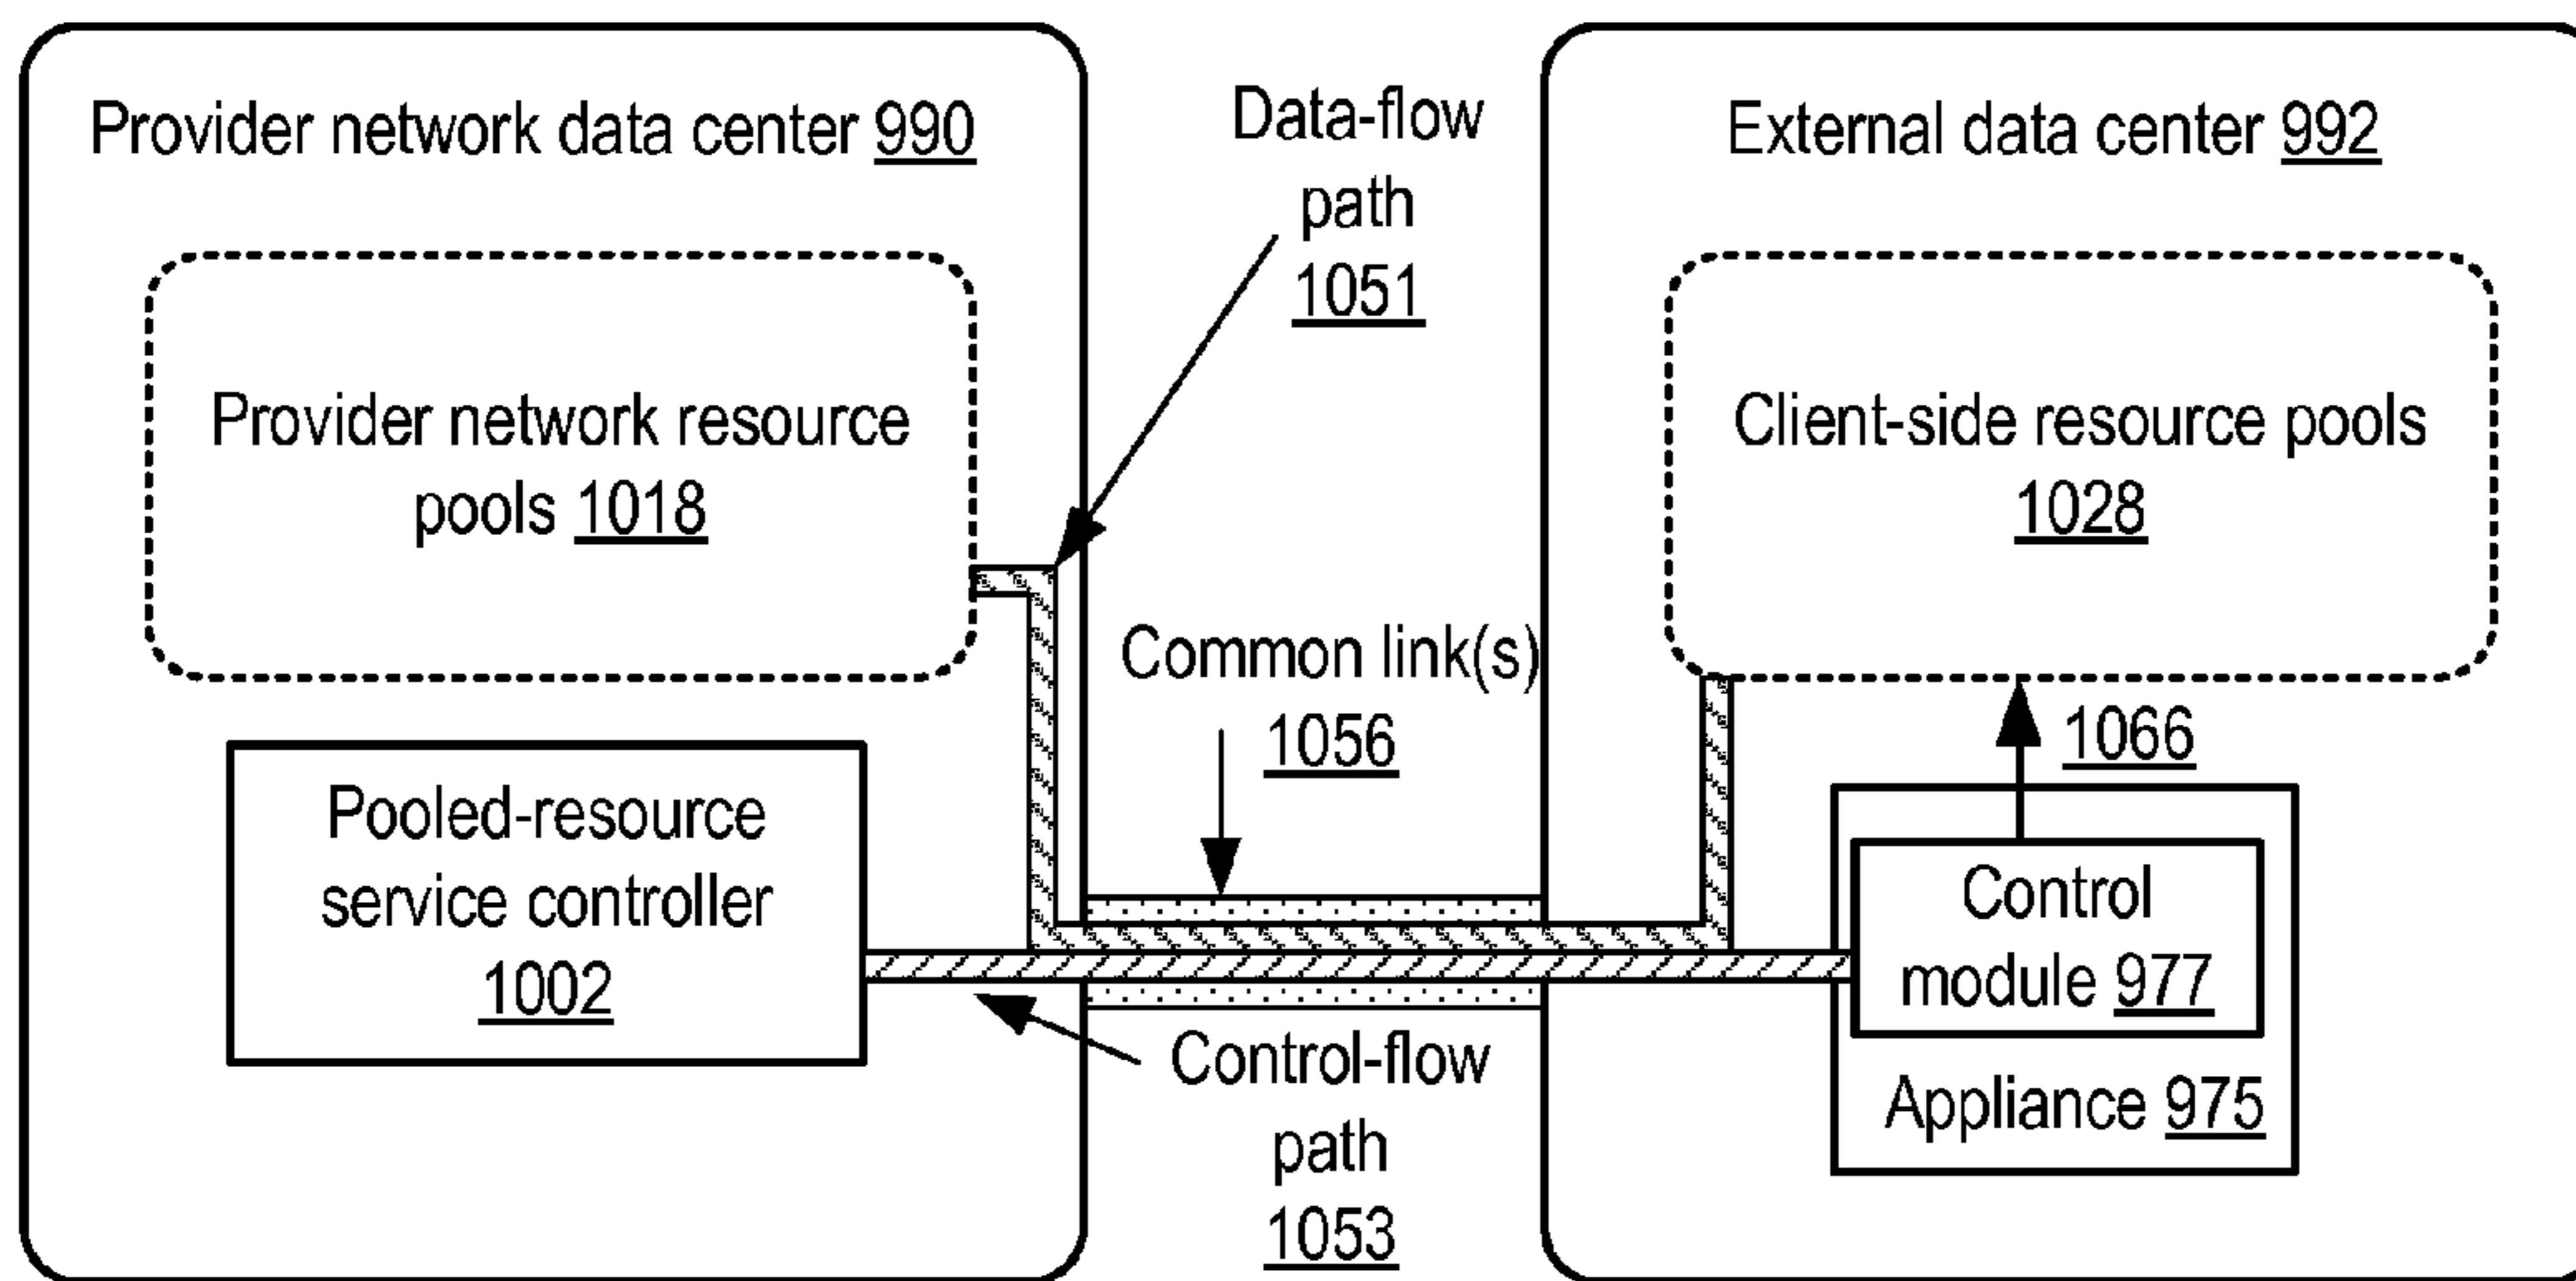 Provider network data center 990
Provider network resource
pools 1018
Pooled-resource
service controller
1002
Data-flow
path
1051
Common link(s)
1056
Control-flow
path
1053
External data center 992
Client-side resource pools
1028
1066
Control
module 977
Appliance 975